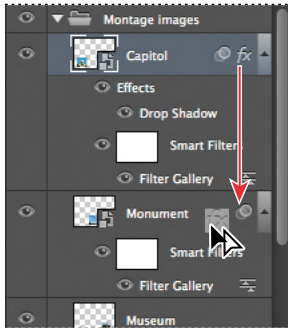 Montage images
Capitol fx
Effects
Drop Shadow
Smart Filters
Filter Gallery
Monument
Smart Filters
Filter Gallery
Museum